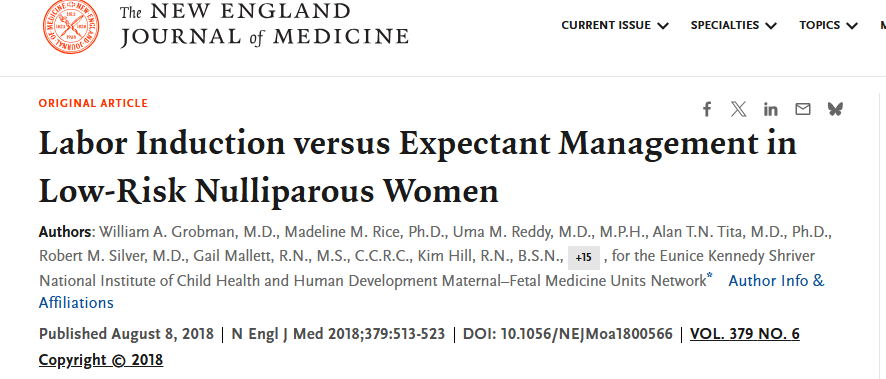 The NEW ENGLAND
JOURNAL of MEDICINE
CURRENT ISSUE
SPECIALTIES
TOPICS
ORIGINAL ARTICLE
Labor Induction versus Expectant Management in
Low-Risk Nulliparous Women
Authors: William A. Grobman, M.D., Madeline M. Rice, Ph.D., Uma M. Reddy, M.D., M.P.H., Alan T.N. Tita, M.D., Ph.D.,
Robert M. Silver, M.D., Gail Mallett, R.N., M.S., C.C.R.C., Kim Hill, R.N., B.S.N., +15 , for the Eunice Kennedy Shriver
National Institute of Child Health and Human Development Maternal–Fetal Medicine Units Network* Author Info &
Affiliations
Published August 8, 2018 | N Engl J Med 2018;379:513-523 | DOI: 10.1056/NEJMoa1800566 | VOL. 379 NO. 6
Copyright © 2018